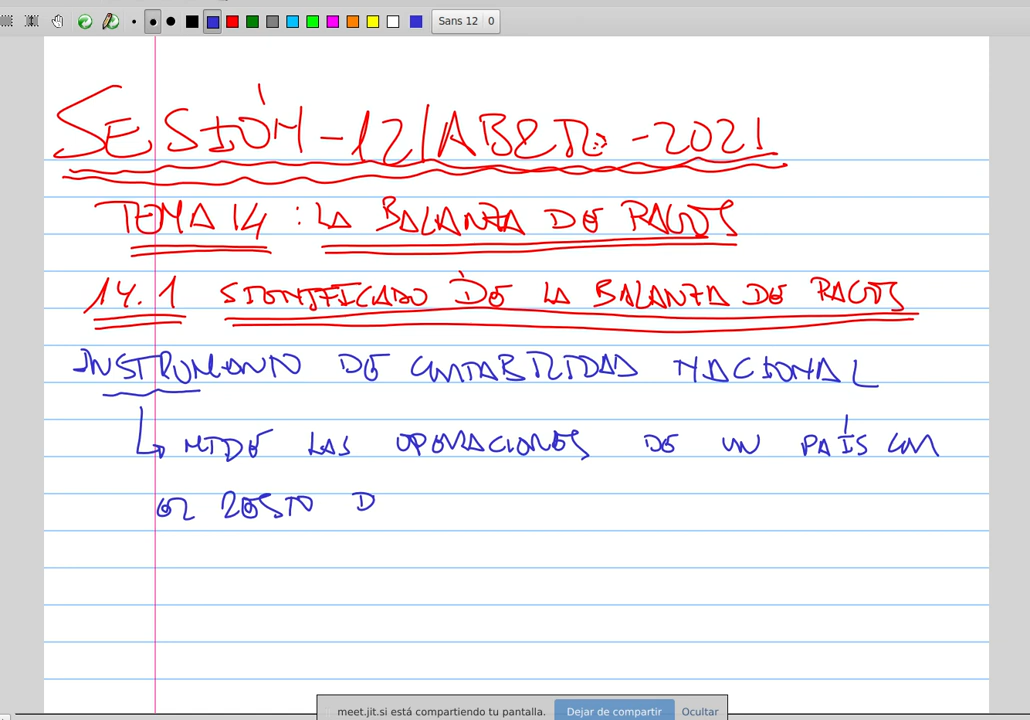 Sans 12 0
SESIÓN-12/ABRIL-2021
TEMA 14 : LA BALANZA DE PAGOS
14.1 SIGNIFICADO DE LA BALANZA DE PAGOS
INSTRUMENTO DE CONTABILIDAD NACIONAL
↳ MIDE LAS OPERACIONES DE UN PAÍS CON
EL RESTO D
meet.jit.si está compartiendo tu pantalla. Dejar de compartir Ocultar